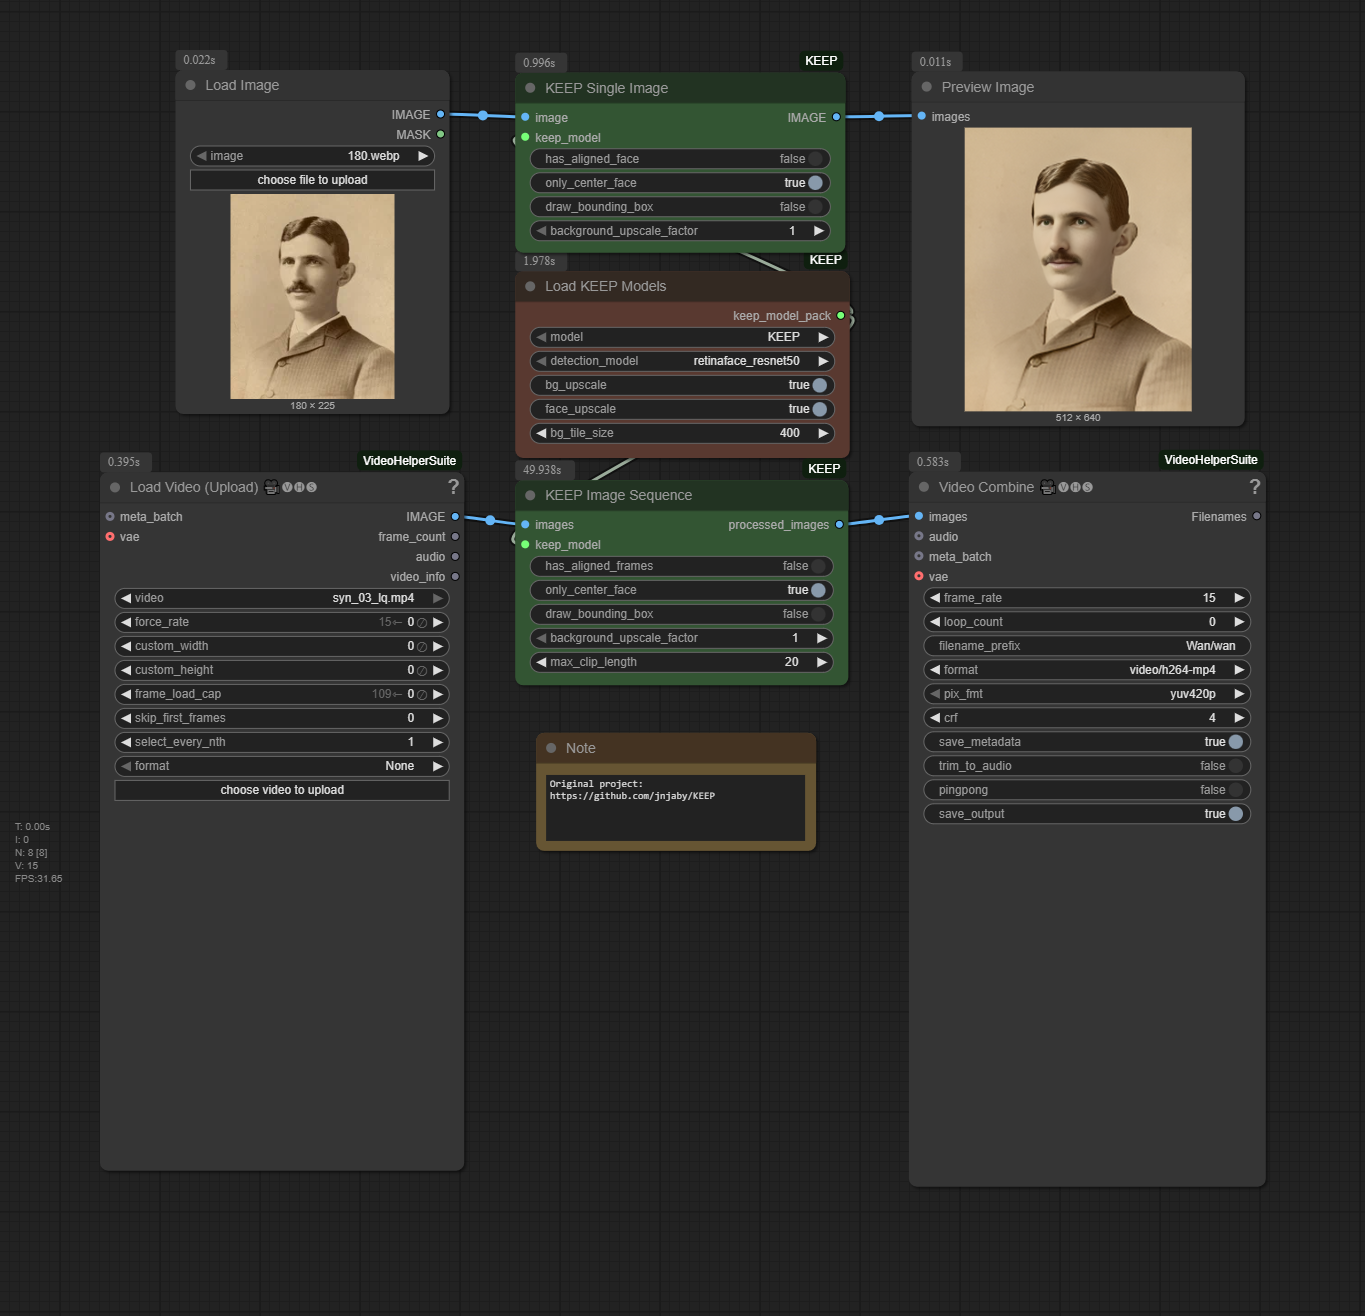 0.022s
Load Image
IMAGE
MASK
image 180.webp
choose file to upload
180 × 225
0.996s KEEP
KEEP Single Image
image IMAGE
keep_model
has_aligned_face false
only_center_face true
draw_bounding_box false
background_upscale_factor 1
0.011s
Preview Image
images
512 × 640
1.978s KEEP
Load KEEP Models
keep_model_pack
model KEEP
detection_model retinaface_resnet50
bg_upscale true
face_upscale true
bg_tile_size 400
0.395s VideoHelperSuite
Load Video (Upload) VHS ?
meta_batch IMAGE
vae frame_count
audio
video_info
video syn_03_lq.mp4
force_rate 15← 0
custom_width 0
custom_height 0
frame_load_cap 109← 0
skip_first_frames 0
select_every_nth 1
format None
choose video to upload
49.938s KEEP
KEEP Image Sequence
images processed_images
keep_model
has_aligned_frames false
only_center_face true
draw_bounding_box false
background_upscale_factor 1
max_clip_length 20
Note
Original project:
https://github.com/jnjaby/KEEP
0.583s VideoHelperSuite
Video Combine VHS ?
images Filenames
audio
meta_batch
vae
frame_rate 15
loop_count 0
filename_prefix Wan/wan
format video/h264-mp4
pix_fmt yuv420p
crf 4
save_metadata true
trim_to_audio false
pingpong false
save_output true
T: 0.00s
I: 0
N: 8 [8]
V: 15
FPS:31.65